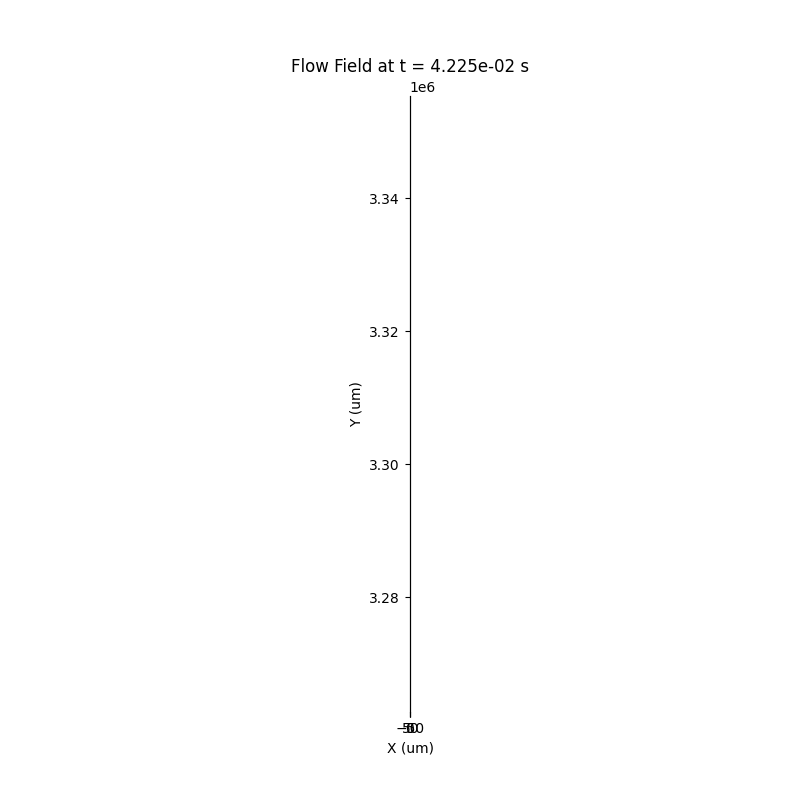 Flow Field at t = 4.225e-02 s
1e6
3.34
3.32
Y (um)
3.30
3.28
X (um)